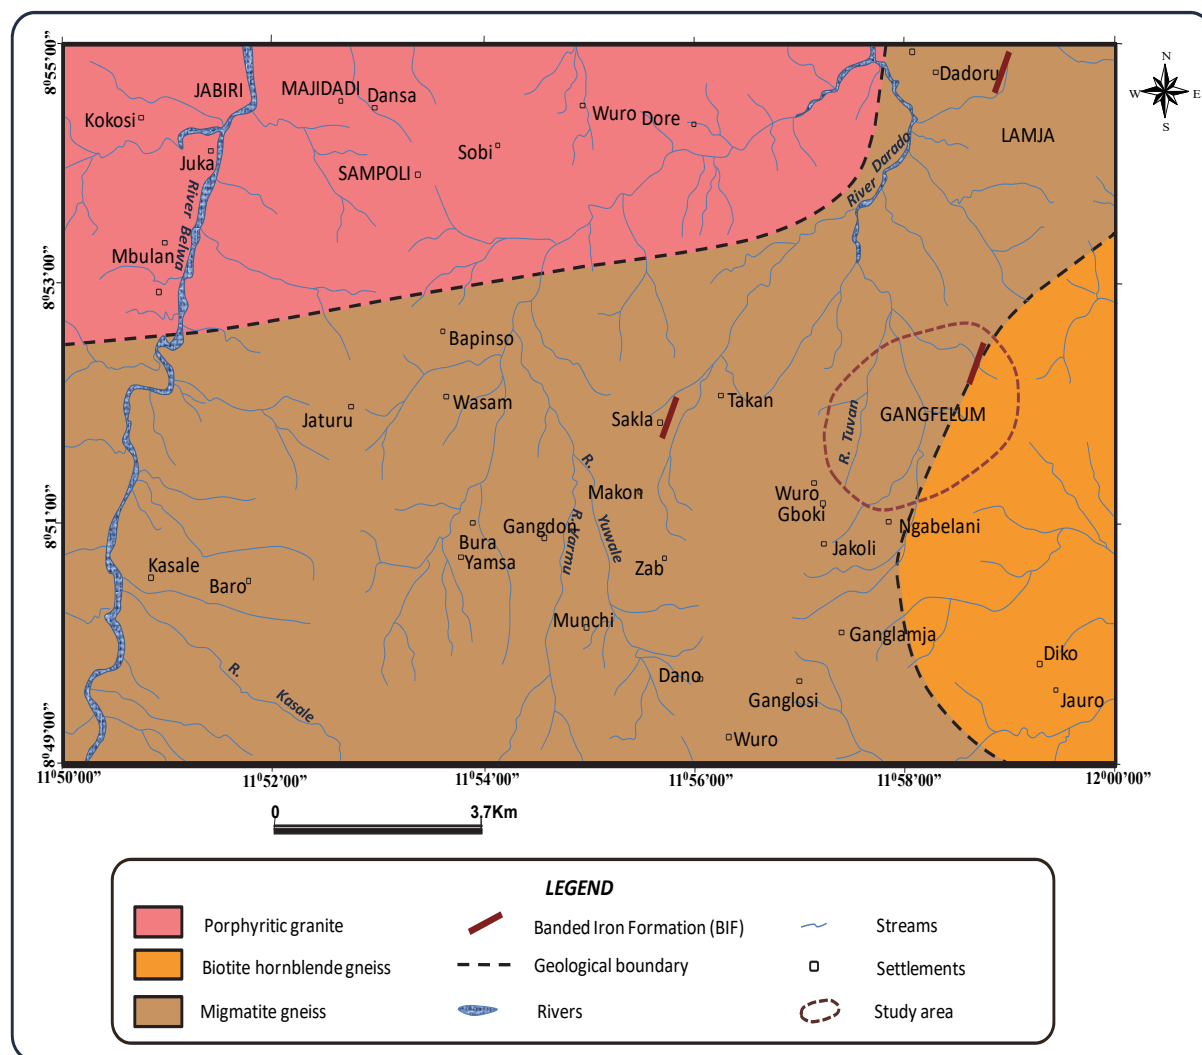 8°55'00"
8°53'00"
8°51'00"
8°49'00"
N
W E
S
JABIRI
MAJIDADI
Dansa
Kokosi
Juka
Wuro Dore
Sobi
SAMPOLI
Dadoru
LAMJA
River Darado
River Belwa
Mbulan
Bapinso
Wasam
Jaturu
Sakla
Takan
R. Tuvan
GANGFELUM
R. Yuwale
Makon
Wuro
Gboki
Gangdon
R. Warmu
Bura
Yamsa
Ngabelani
Jakoli
Zab
Kasale
Baro
Munchi
Ganglamja
Diko
Jauro
Dano
Ganglosi
Wuro
R. Kasale
11°50'00" 11°52'00" 11°54'00" 11°56'00" 11°58'00" 12°00'00"
0 3.7Km
LEGEND
Porphyritic granite
Biotite hornblende gneiss
Migmatite gneiss
Banded Iron Formation (BIF)
Geological boundary
Rivers
Streams
Settlements
Study area